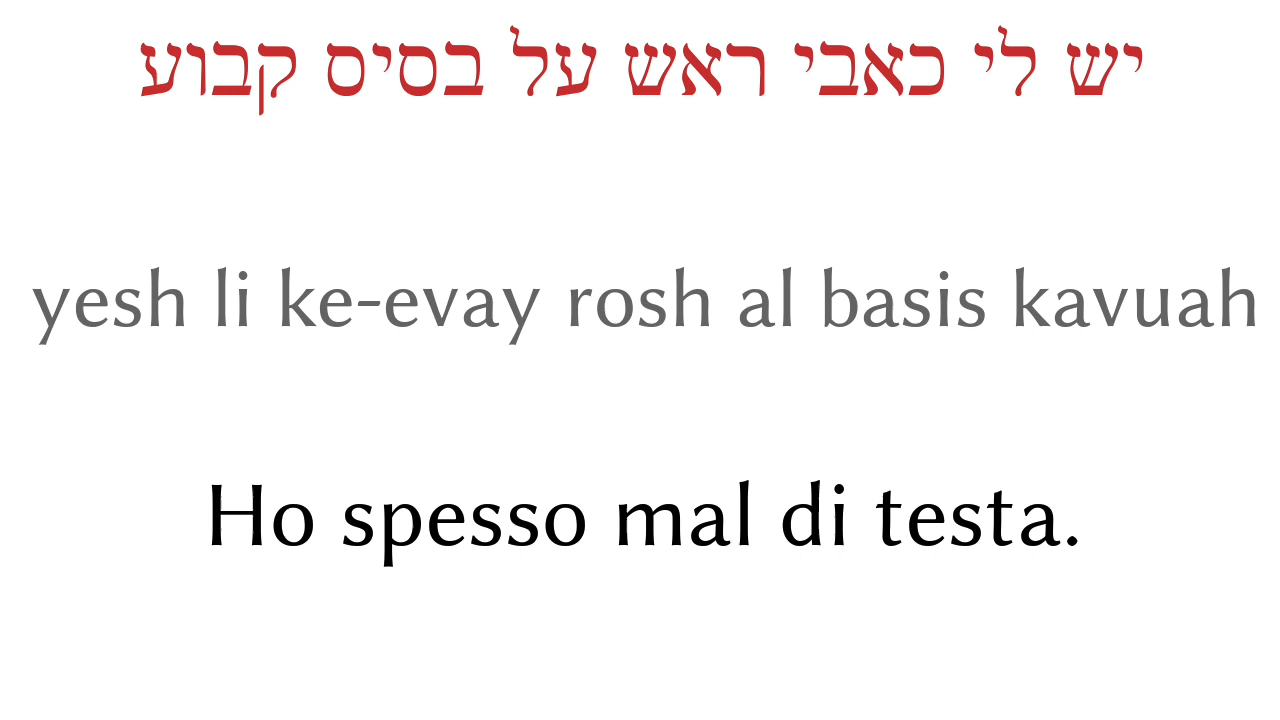 יש לי כאבי ראש על בסיס קבוע
yesh li ke-evay rosh al basis kavuah
Ho spesso mal di testa.